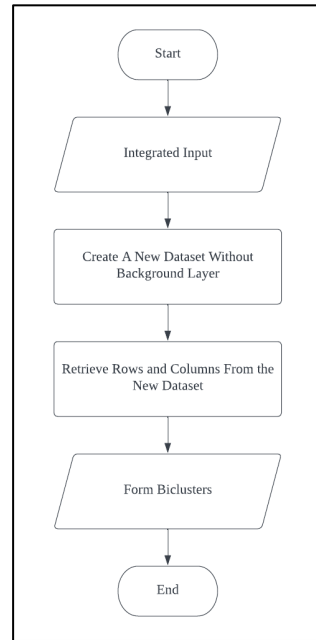 Start
Integrated Input
Create A New Dataset Without
Background Layer
Retrieve Rows and Columns From the
New Dataset
Form Biclusters
End